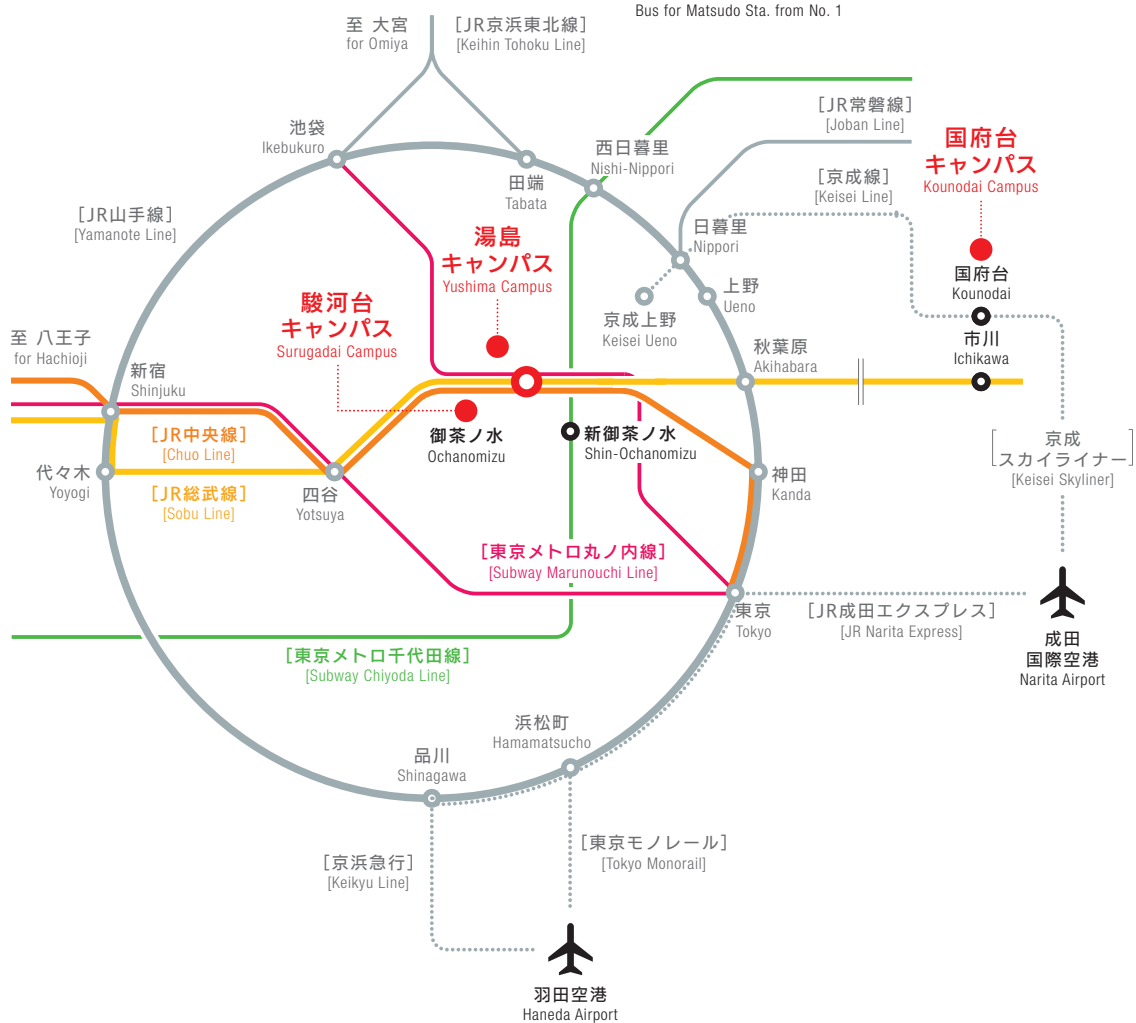 Bus for Matsudo Sta. from No. 1
至 大宮
for Omiya
［JR京浜東北線］
[Keihin Tohoku Line]
［JR常磐線］
[Joban Line]
池袋
Ikebukuro
西日暮里
Nishi-Nippori
国府台
キャンパス
Kounodai Campus
田端
Tabata
［京成線］
[Keisei Line]
［JR山手線］
[Yamanote Line]
日暮里
Nippori
湯島
キャンパス
Yushima Campus
国府台
Kounodai
上野
Ueno
駿河台
キャンパス
Surugadai Campus
京成上野
Keisei Ueno
至 八王子
for Hachioji
市川
Ichikawa
秋葉原
Akihabara
新宿
Shinjuku
［JR中央線］
[Chuo Line]
御茶ノ水
Ochanomizu
新御茶ノ水
Shin-Ochanomizu
［京成
スカイライナー］
[Keisei Skyliner]
代々木
Yoyogi
［JR総武線］
[Sobu Line]
四谷
Yotsuya
神田
Kanda
［東京メトロ丸ノ内線］
[Subway Marunouchi Line]
東京
Tokyo
［JR成田エクスプレス］
[JR Narita Express]
成田
国際空港
Narita Airport
［東京メトロ千代田線］
[Subway Chiyoda Line]
浜松町
Hamamatsucho
品川
Shinagawa
［東京モノレール］
[Tokyo Monorail]
［京浜急行］
[Keikyu Line]
羽田空港
Haneda Airport